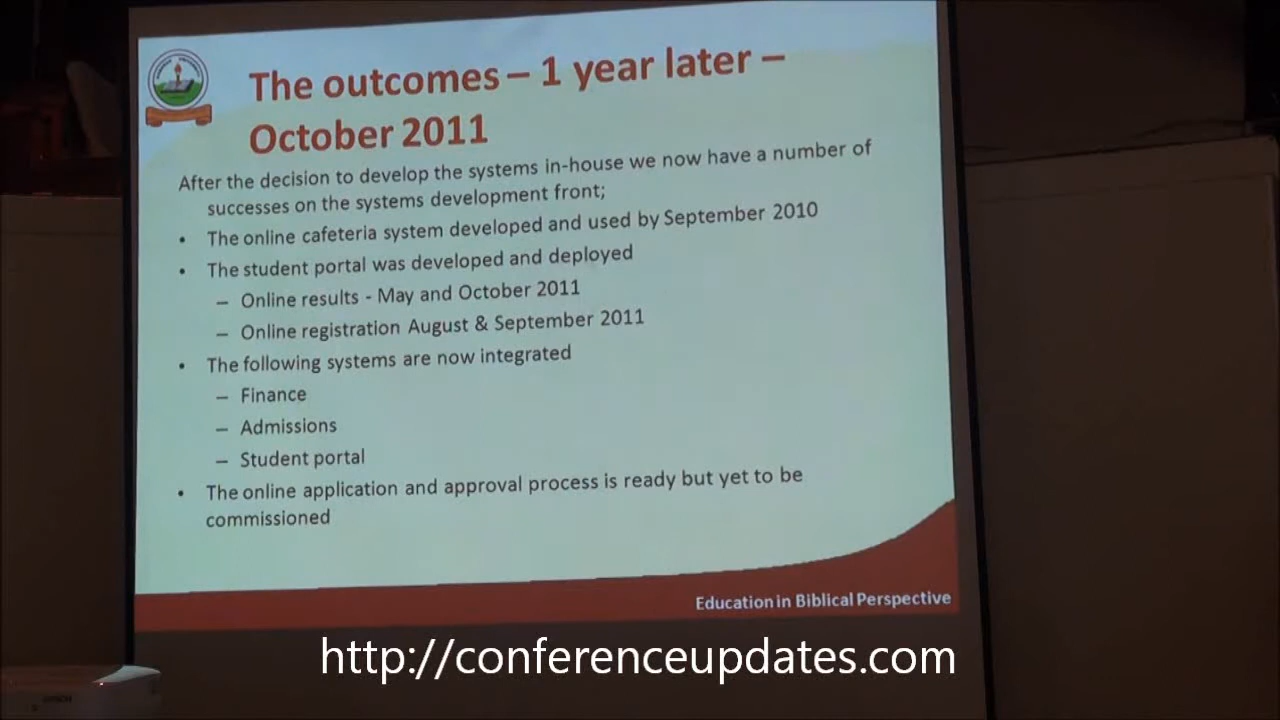 The outcomes – 1 year later –
October 2011
After the decision to develop the systems in-house we now have a number of
successes on the systems development front;
• The online cafeteria system developed and used by September 2010
• The student portal was developed and deployed
– Online results - May and October 2011
– Online registration August & September 2011
• The following systems are now integrated
– Finance
– Admissions
– Student portal
• The online application and approval process is ready but yet to be
commissioned
Education in Biblical Perspective
http://conferenceupdates.com